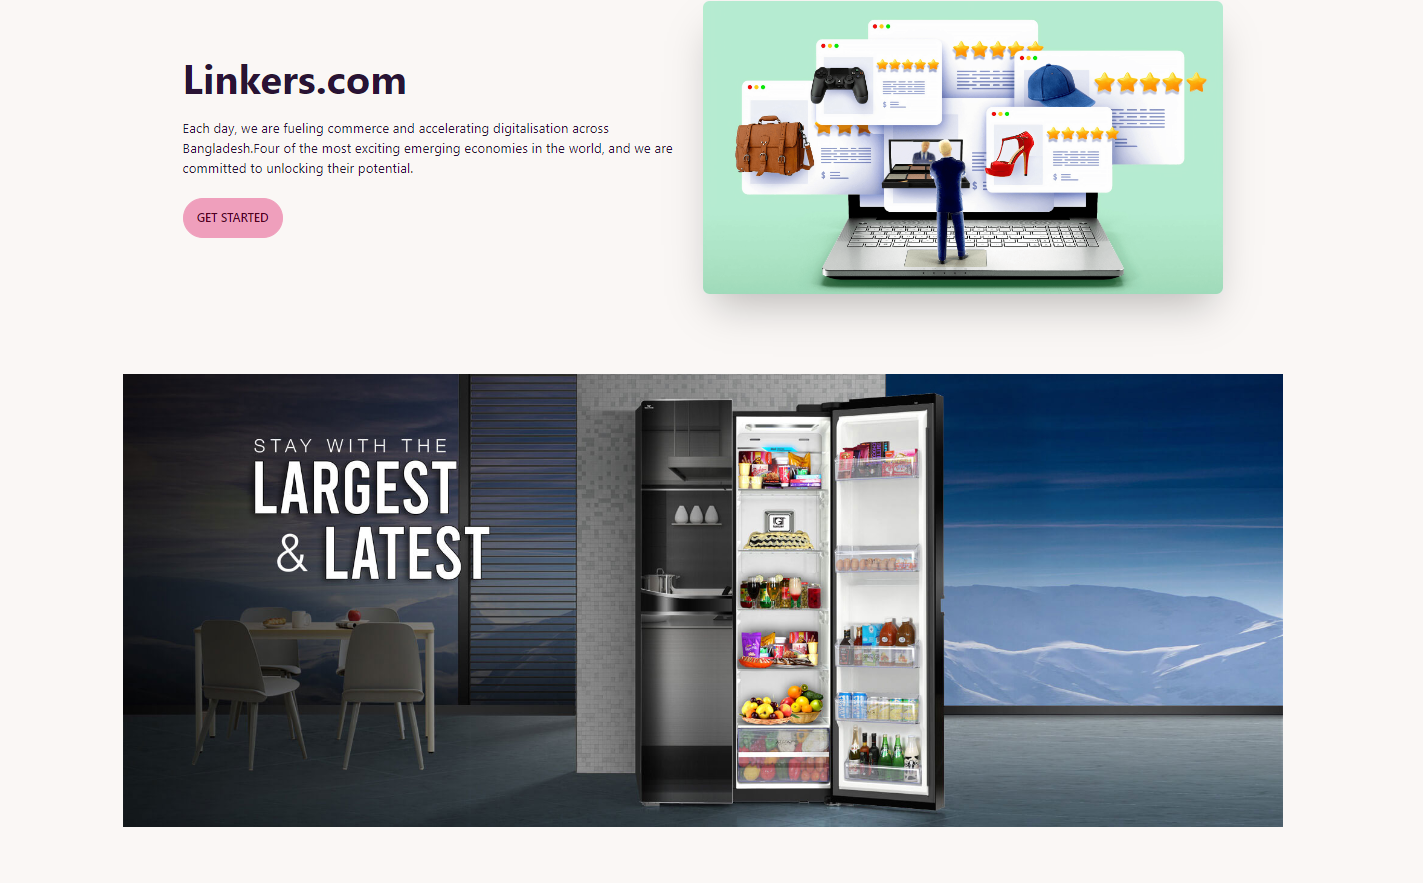 Linkers.com
Each day, we are fueling commerce and accelerating digitalisation across
Bangladesh.Four of the most exciting emerging economies in the world, and we are
committed to unlocking their potential.
GET STARTED
$
$
$
$
STAY WITH THE
LARGEST
& LATEST